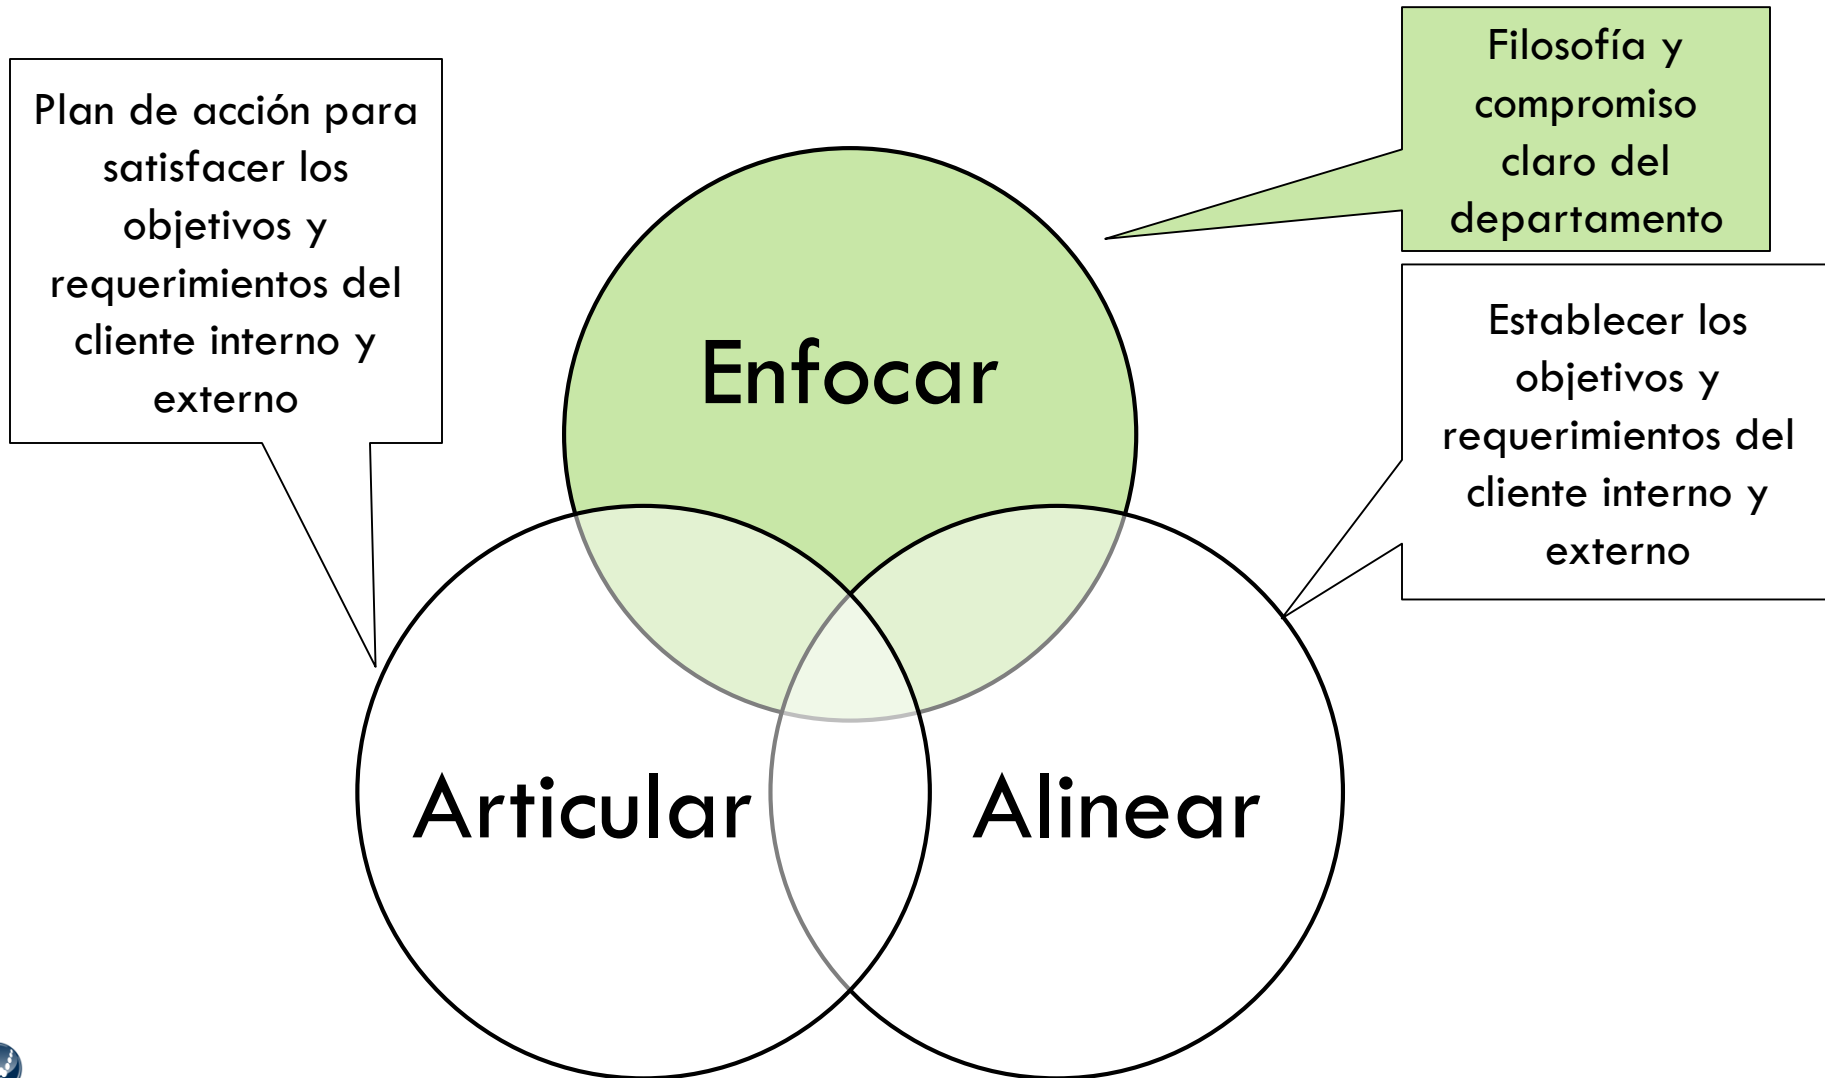 Plan de acción para
satisfacer los
objetivos y
requerimientos del
cliente interno y
externo
Filosofía y
compromiso
claro del
departamento
Establecer los
objetivos y
requerimientos del
cliente interno y
externo
Enfocar
Articular
Alinear